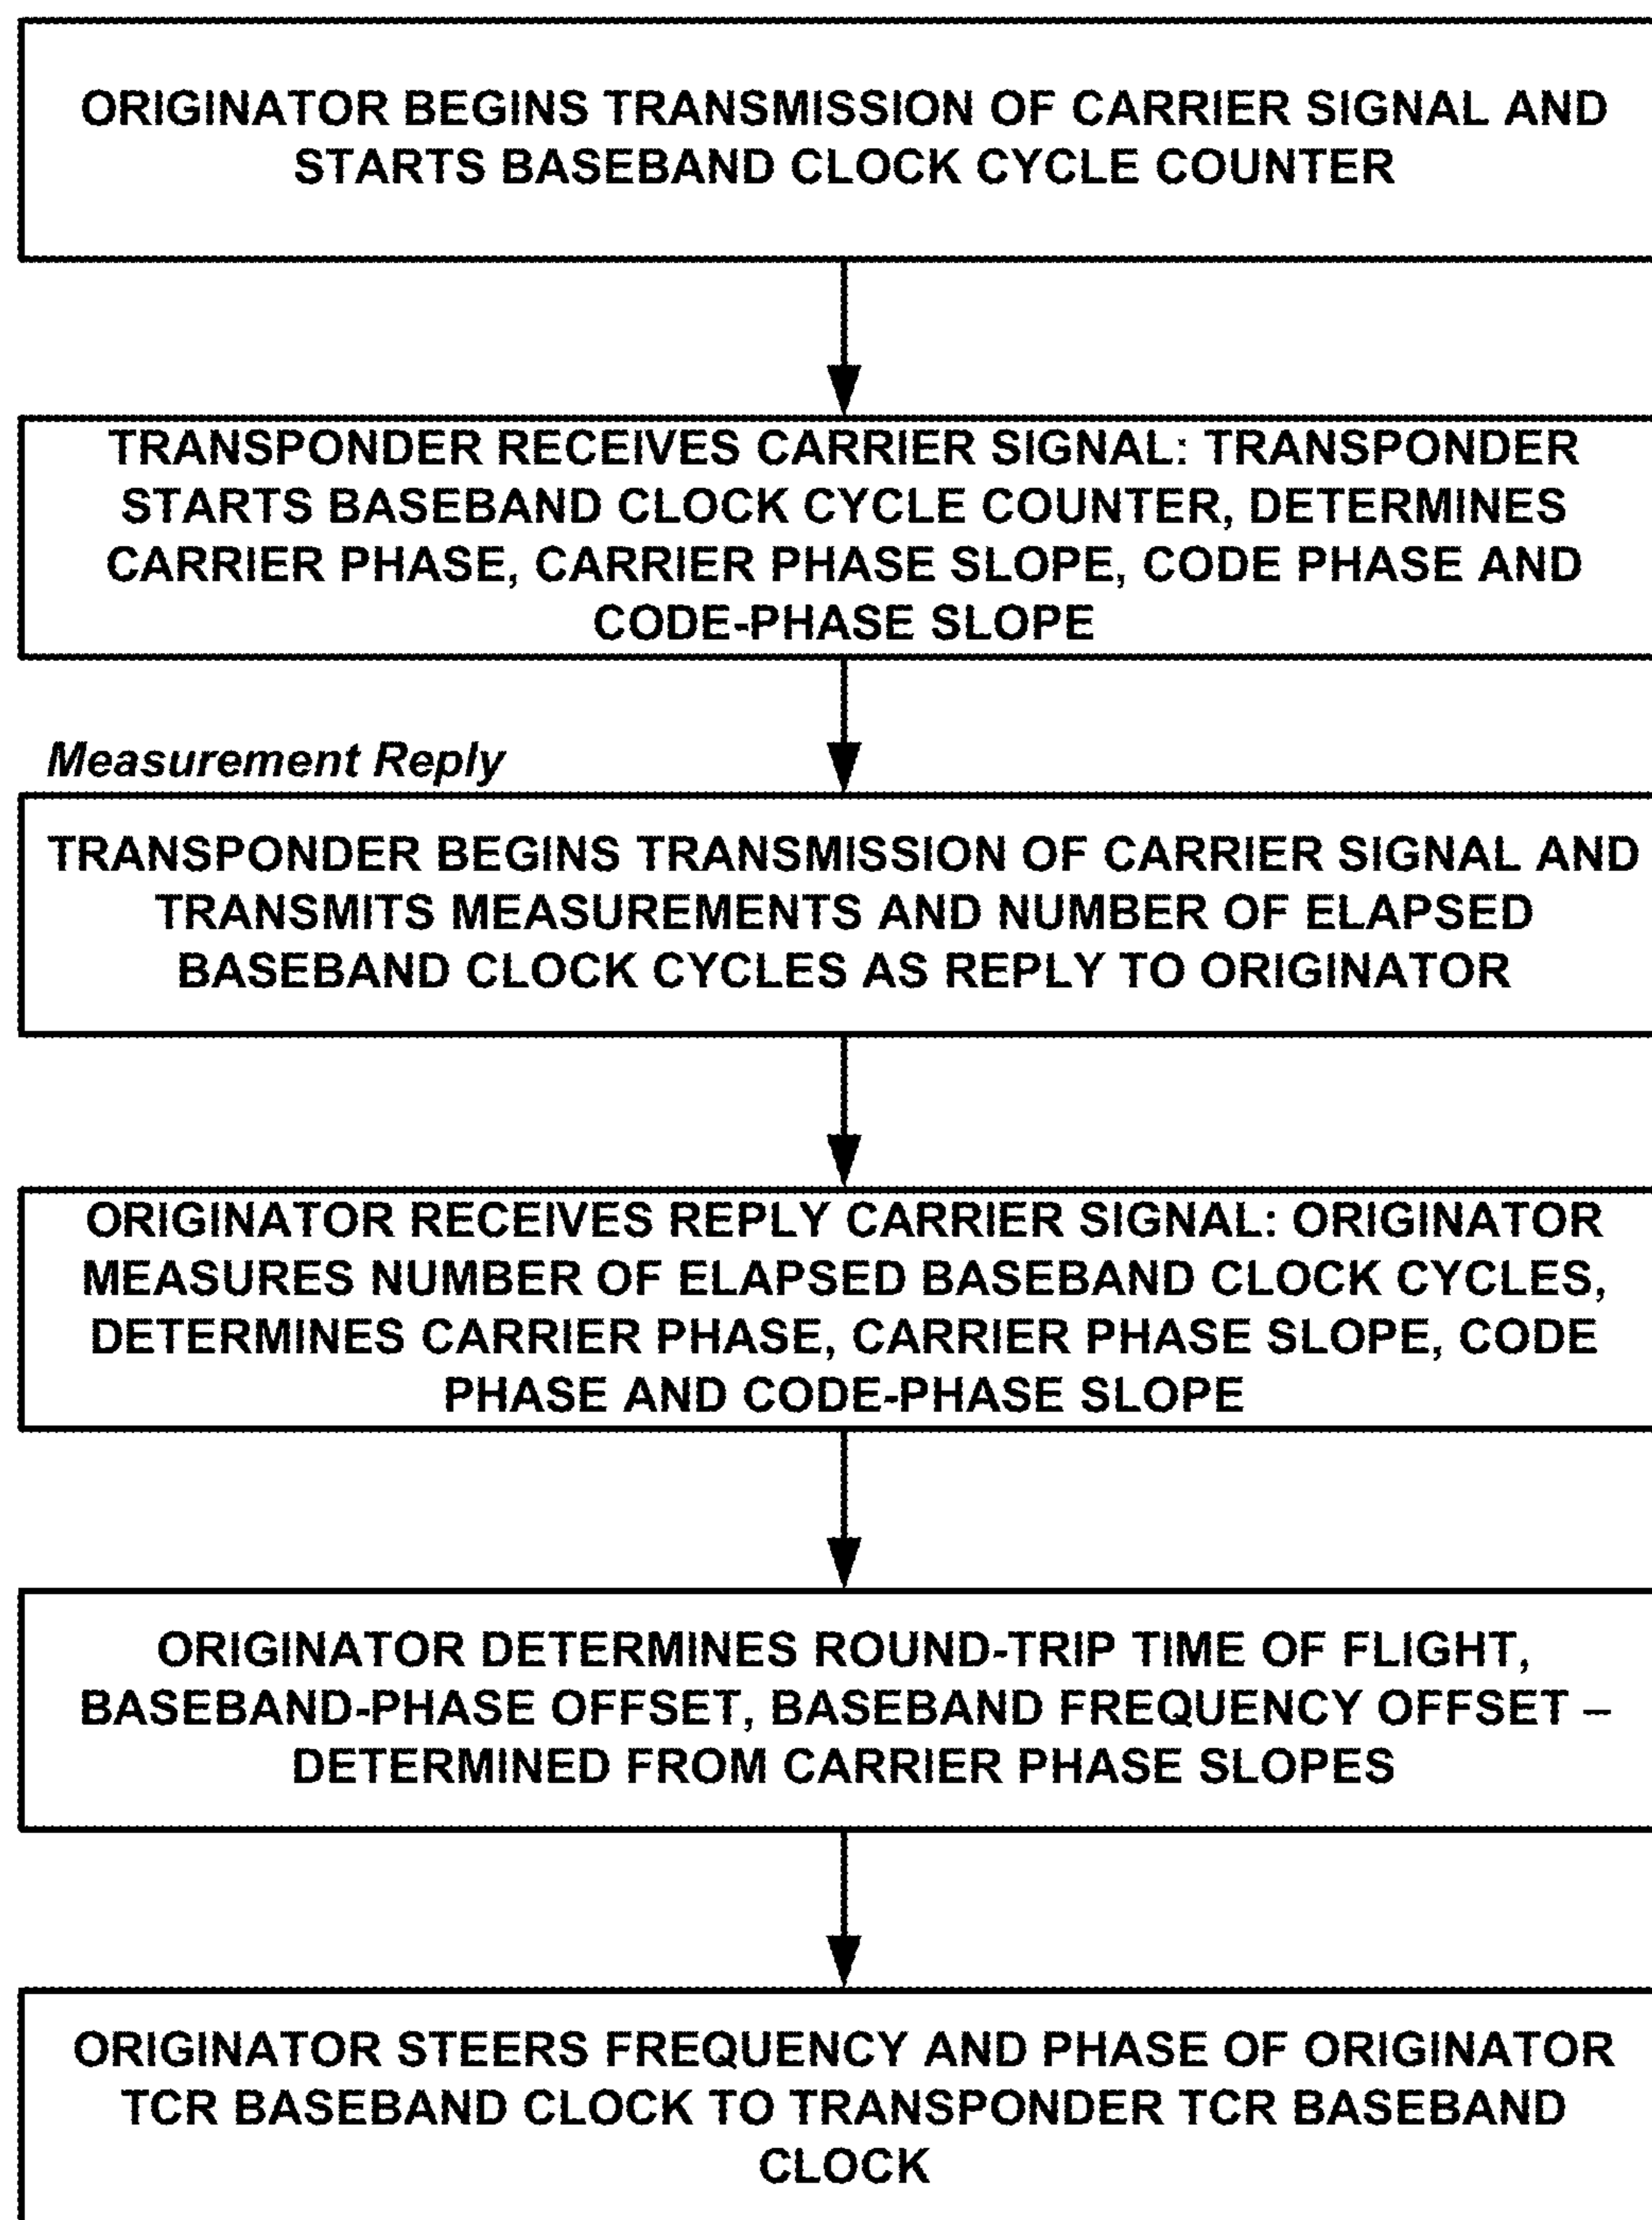 ORIGINATOR BEGINS TRANSMISSION OF CARRIER SIGNAL AND
STARTS BASEBAND CLOCK CYCLE COUNTER
TRANSPONDER RECEIVES CARRIER SIGNAL: TRANSPONDER
STARTS BASEBAND CLOCK CYCLE COUNTER, DETERMINES
CARRIER PHASE, CARRIER PHASE SLOPE, CODE PHASE AND
CODE-PHASE SLOPE
Measurement Reply
TRANSPONDER BEGINS TRANSMISSION OF CARRIER SIGNAL AND
TRANSMITS MEASUREMENTS AND NUMBER OF ELAPSED
BASEBAND CLOCK CYCLES AS REPLY TO ORIGINATOR
ORIGINATOR RECEIVES REPLY CARRIER SIGNAL: ORIGINATOR
MEASURES NUMBER OF ELAPSED BASEBAND CLOCK CYCLES,
DETERMINES CARRIER PHASE, CARRIER PHASE SLOPE, CODE
PHASE AND CODE-PHASE SLOPE
ORIGINATOR DETERMINES ROUND-TRIP TIME OF FLIGHT,
BASEBAND-PHASE OFFSET, BASEBAND FREQUENCY OFFSET –
DETERMINED FROM CARRIER PHASE SLOPES
ORIGINATOR STEERS FREQUENCY AND PHASE OF ORIGINATOR
TCR BASEBAND CLOCK TO TRANSPONDER TCR BASEBAND
CLOCK